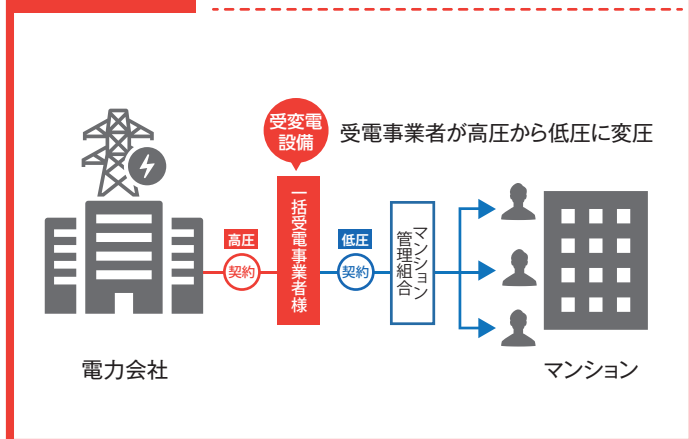 受変電
設備
受電事業者が高圧から低圧に変圧
高圧
契約
一括受電事業者様
低圧
契約
マンション
管理組合
電力会社
マンション